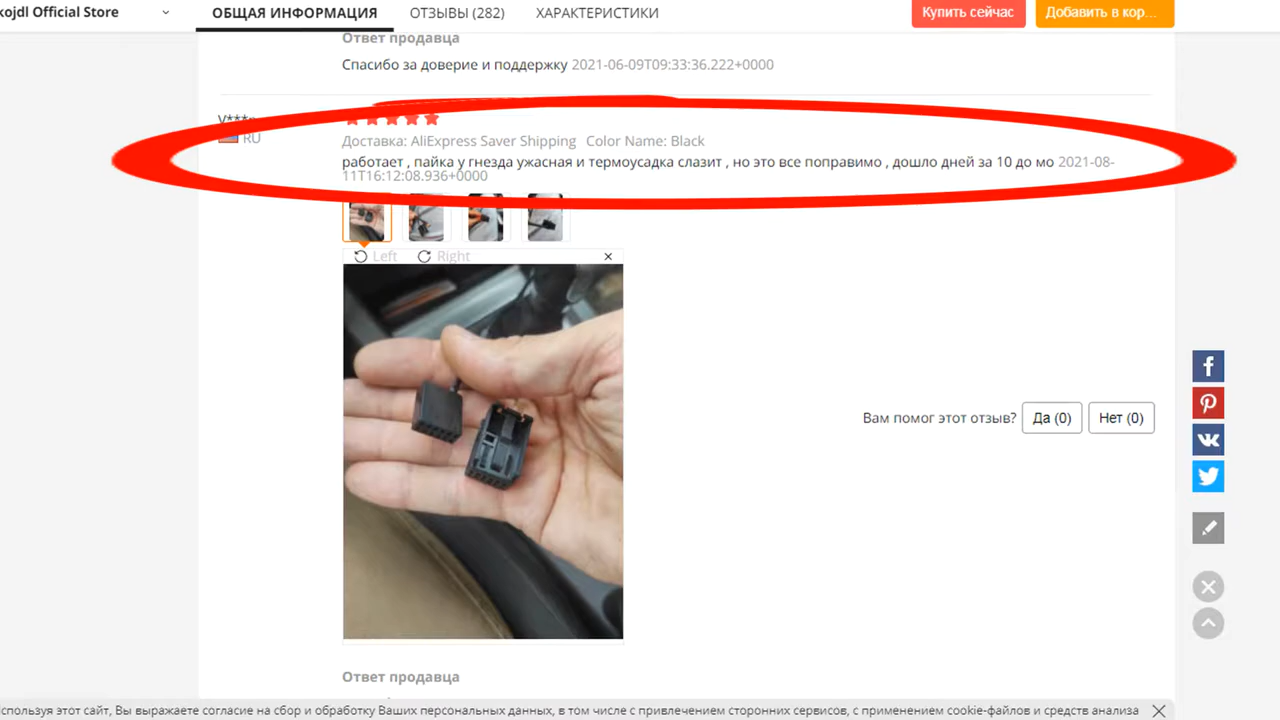 kojdl Official Store
ОБЩАЯ ИНФОРМАЦИЯ
ОТЗЫВЫ (282)
ХАРАКТЕРИСТИКИ
Купить сейчас
Добавить в кор...
Ответ продавца
Спасибо за доверие и поддержку 2021-06-09T09:33:36.222+0000
RU
Доставка: AliExpress Saver Shipping Color Name: Black
работает , пайка у гнезда ужасная и термоусадка слазит , но это все поправимо , дошло дней за 10 до мо 2021-08-
11T16:12:08.936+0000
Left
Right
Вам помог этот отзыв?
Да (0)
Нет (0)
Ответ продавца
спользуя этот сайт, Вы выражаете согласие на сбор и обработку Ваших персональных данных, в том числе с привлечением сторонних сервисов, с применением cookie-файлов и средств анализа